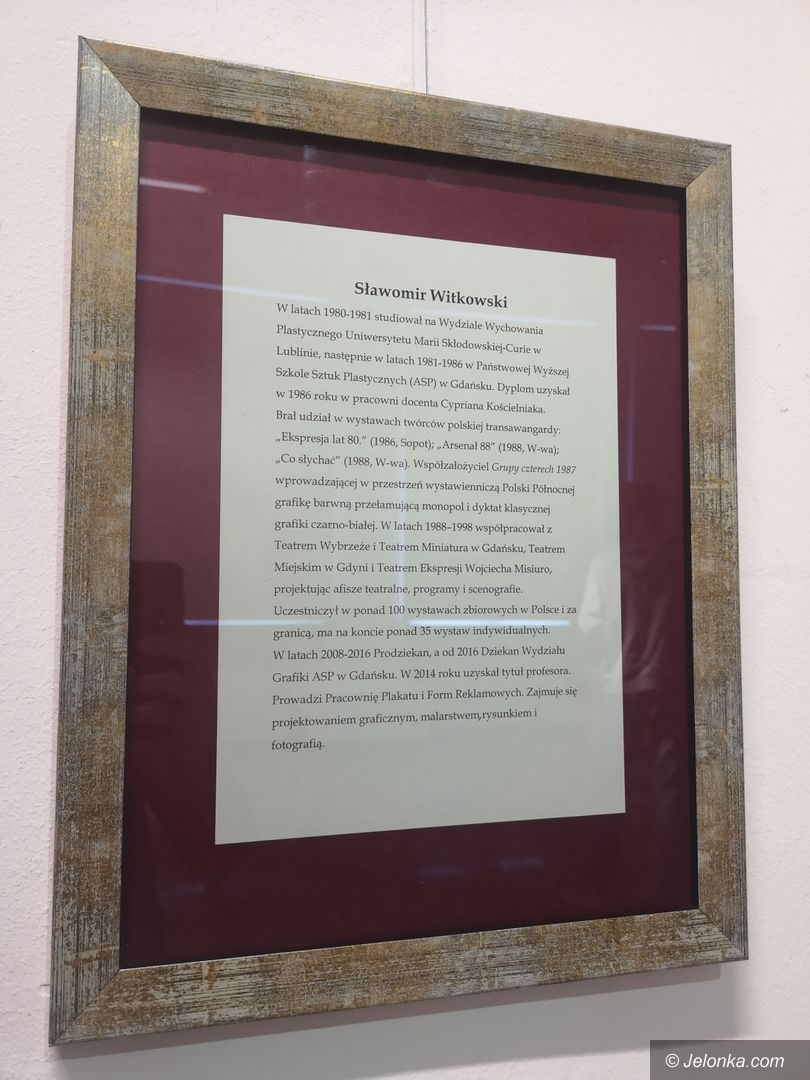 Sławomir Witkowski
W latach 1980-1981 studiował na Wydziale Wychowania
Plastycznego Uniwersytetu Marii Skłodowskiej-Curie w
Lublinie, następnie w latach 1981-1986 w Państwowej Wyższej
Szkole Sztuk Plastycznych (ASP) w Gdańsku. Dyplom uzyskał
w 1986 roku w pracowni docenta Cypriana Kościelniaka.
Brał udział w wystawach twórców polskiej transawangardy:
„Ekspresja lat 80.” (1986, Sopot); „Arsenał 88” (1988, W-wa);
„Co słychać” (1988, W-wa). Współzałożyciel Grupy czterech 1987
wprowadzającej w przestrzeń wystawienniczą Polski Północnej
grafikę barwną przełamującą monopol i dyktat klasycznej
grafiki czarno-białej. W latach 1988–1998 współpracował z
Teatrem Wybrzeże i Teatrem Miniatura w Gdańsku, Teatrem
Miejskim w Gdyni i Teatrem Ekspresji Wojciecha Misiuro,
projektując afisze teatralne, programy i scenografie.
Uczestniczył w ponad 100 wystawach zbiorowych w Polsce i za
granicą, ma na koncie ponad 35 wystaw indywidualnych.
W latach 2008-2016 Prodziekan, a od 2016 Dziekan Wydziału
Grafiki ASP w Gdańsku. W 2014 roku uzyskał tytuł profesora.
Prowadzi Pracownię Plakatu i Form Reklamowych. Zajmuje się
projektowaniem graficznym, malarstwem,rysunkiem i
fotografią.
© Jelonka.com